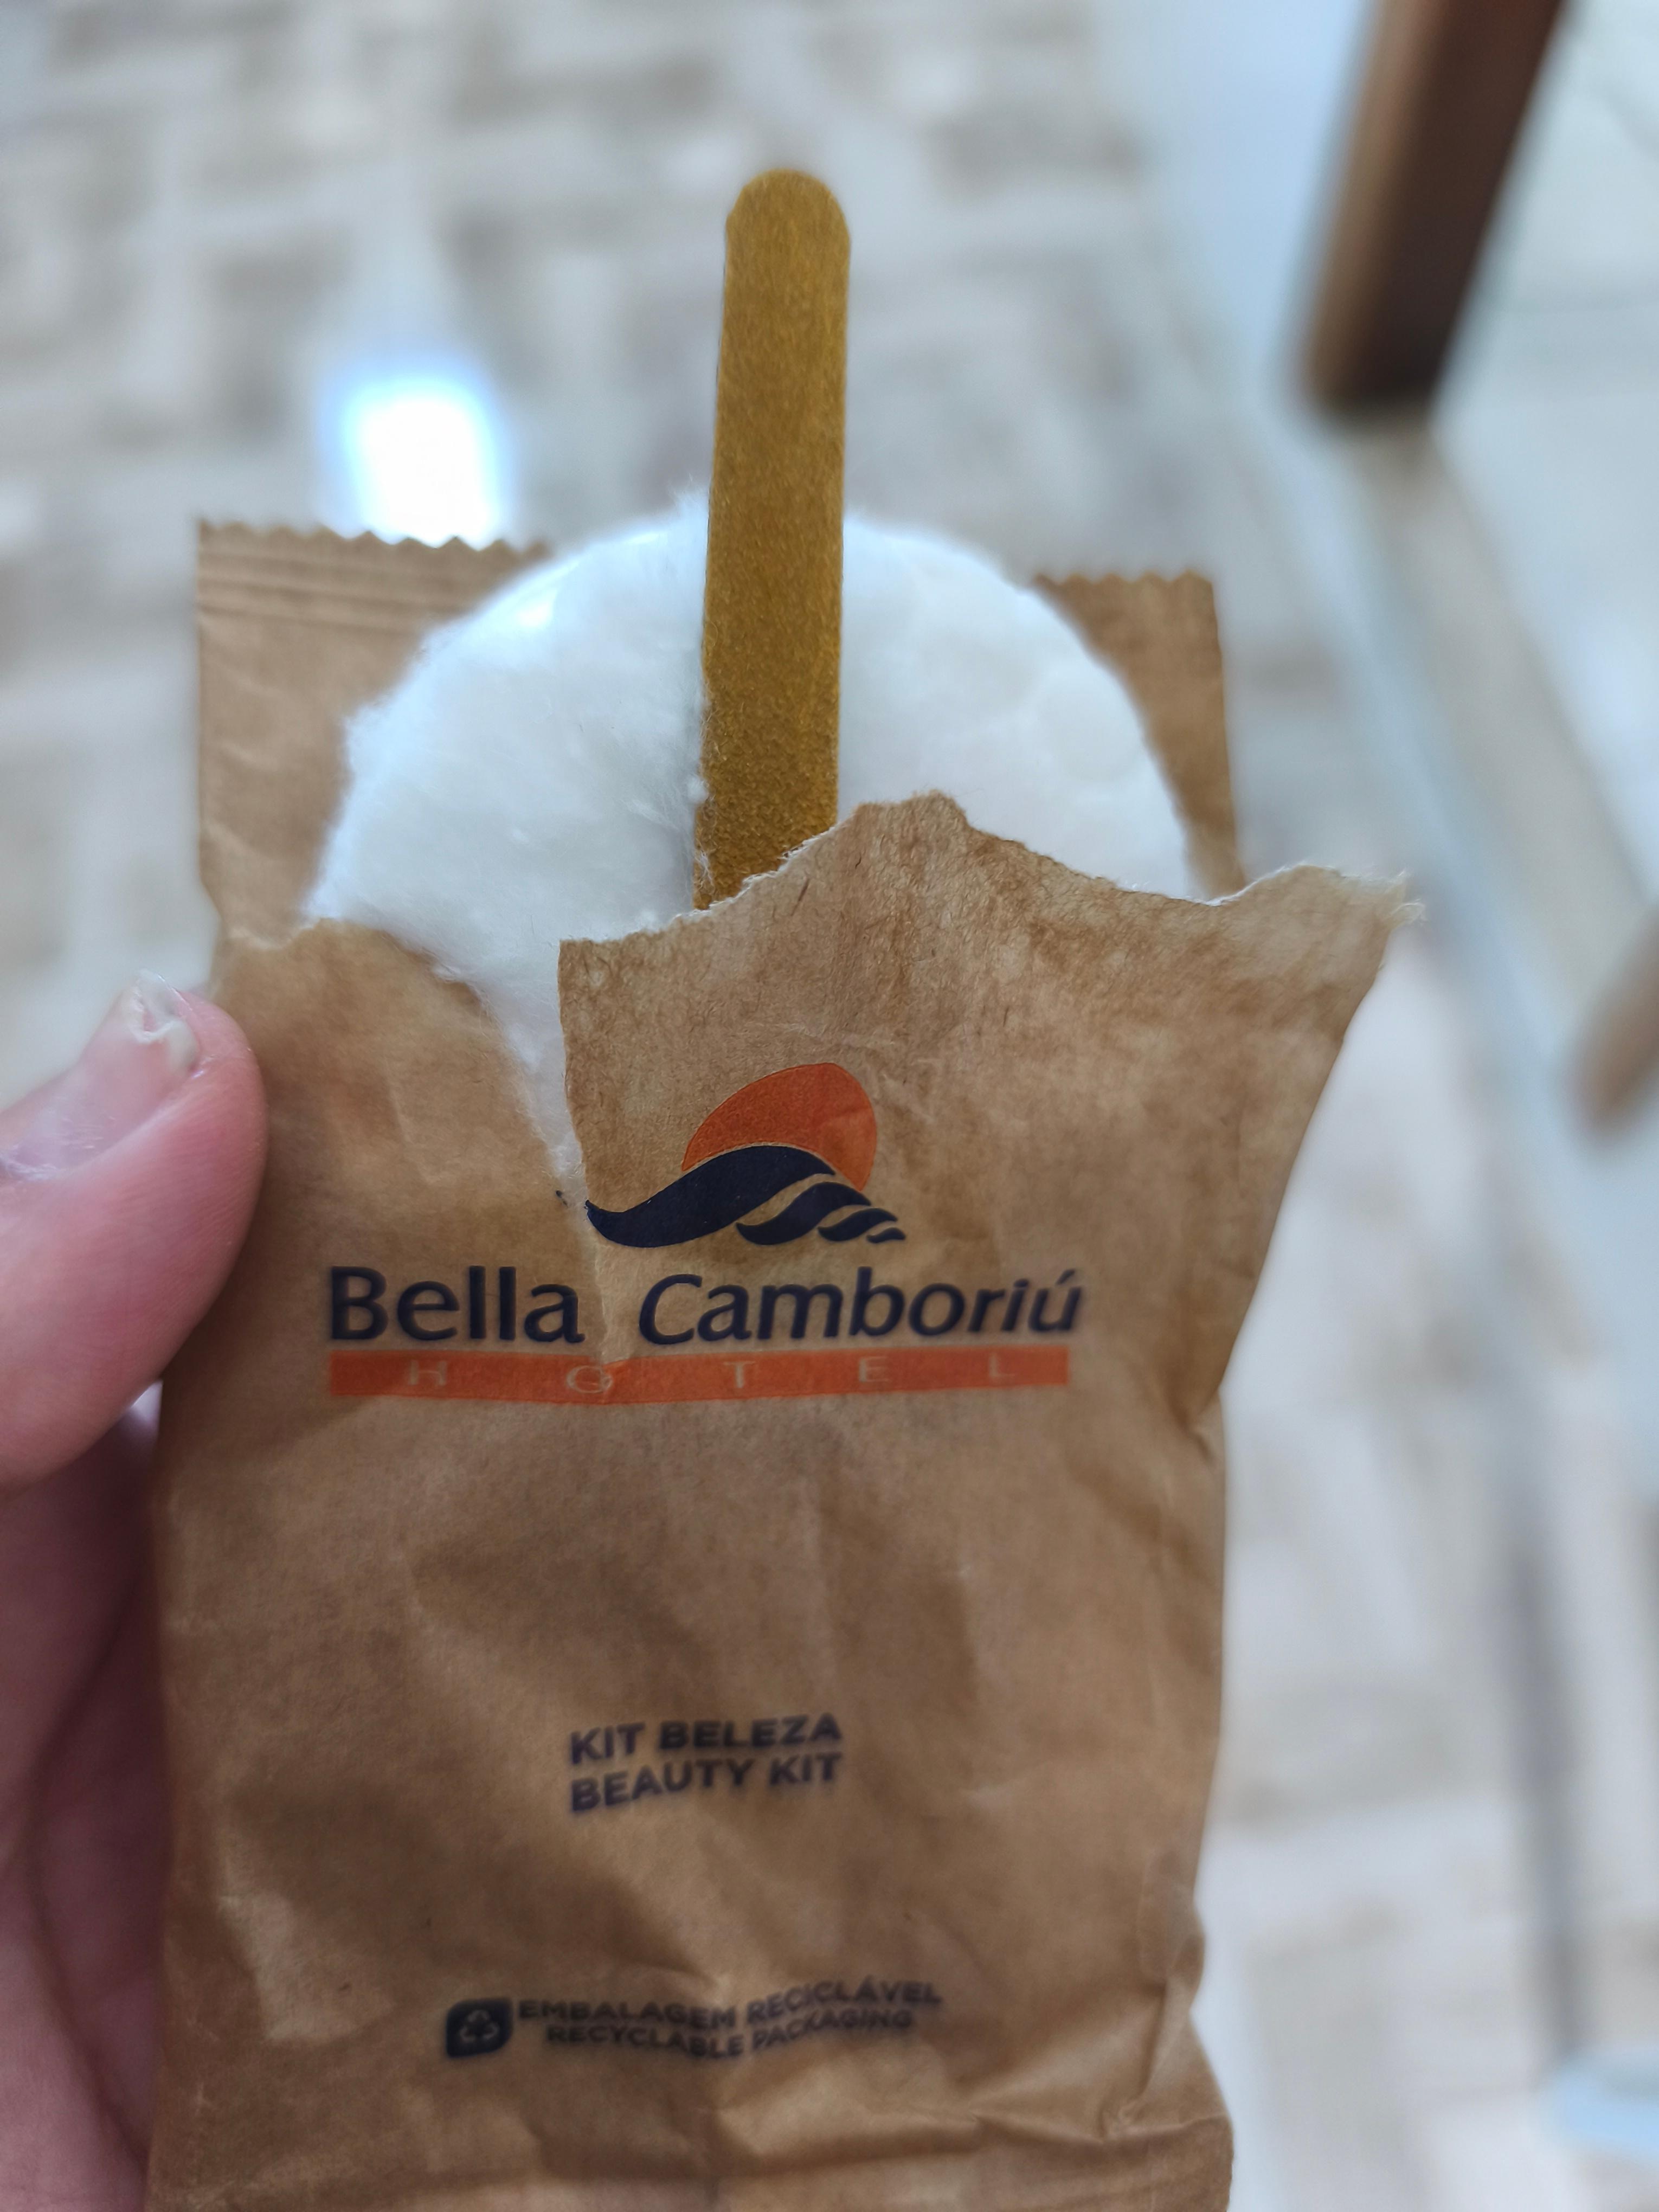 Bella Camboriú
HOTEL
KIT BELEZA
BEAUTY KIT
EMBALAGEM RECICLÁVEL
RECYCLABLE PACKAGING